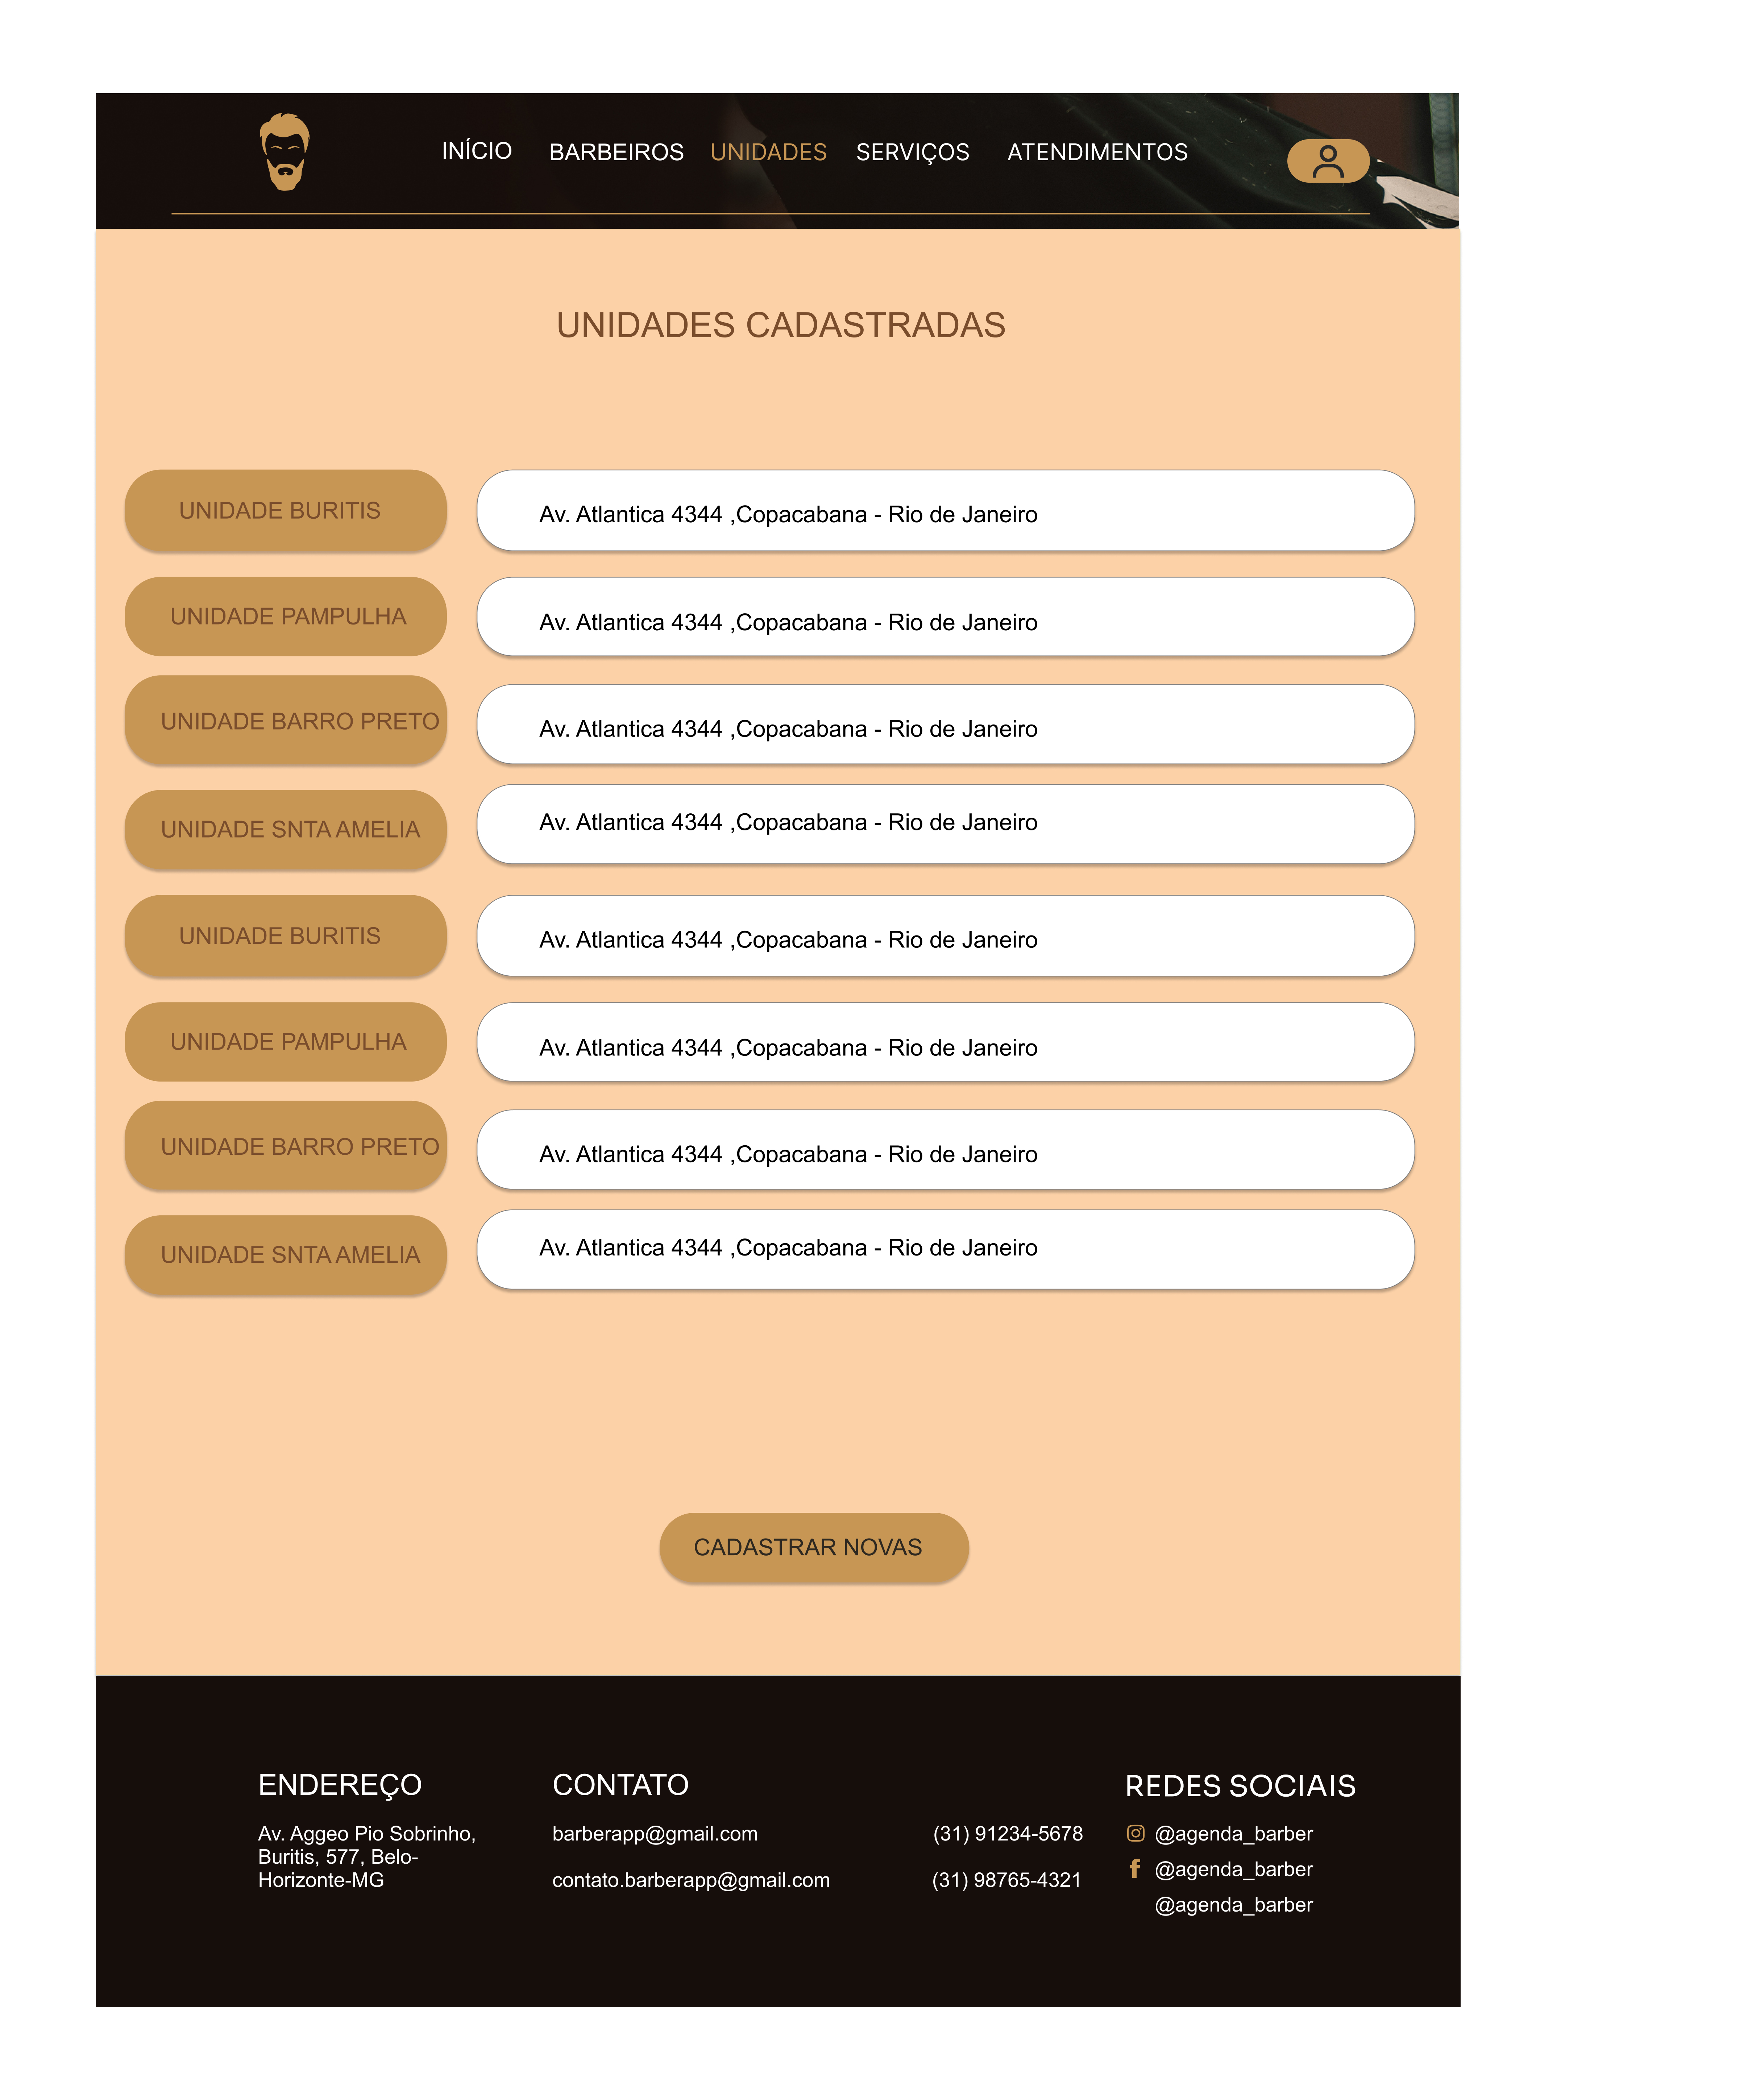 INÍCIO BARBEIROS UNIDADES SERVIÇOS ATENDIMENTOS
UNIDADES CADASTRADAS
UNIDADE BURITIS
Av. Atlantica 4344 ,Copacabana - Rio de Janeiro
UNIDADE PAMPULHA
Av. Atlantica 4344 ,Copacabana - Rio de Janeiro
UNIDADE BARRO PRETO
Av. Atlantica 4344 ,Copacabana - Rio de Janeiro
UNIDADE SNTA AMELIA
Av. Atlantica 4344 ,Copacabana - Rio de Janeiro
UNIDADE BURITIS
Av. Atlantica 4344 ,Copacabana - Rio de Janeiro
UNIDADE PAMPULHA
Av. Atlantica 4344 ,Copacabana - Rio de Janeiro
UNIDADE BARRO PRETO
Av. Atlantica 4344 ,Copacabana - Rio de Janeiro
UNIDADE SNTA AMELIA
Av. Atlantica 4344 ,Copacabana - Rio de Janeiro
CADASTRAR NOVAS
ENDEREÇO
Av. Aggeo Pio Sobrinho,
Buritis, 577, Belo-
Horizonte-MG
CONTATO
barberapp@gmail.com
contato.barberapp@gmail.com
(31) 91234-5678
(31) 98765-4321
REDES SOCIAIS
@agenda_barber
@agenda_barber
@agenda_barber